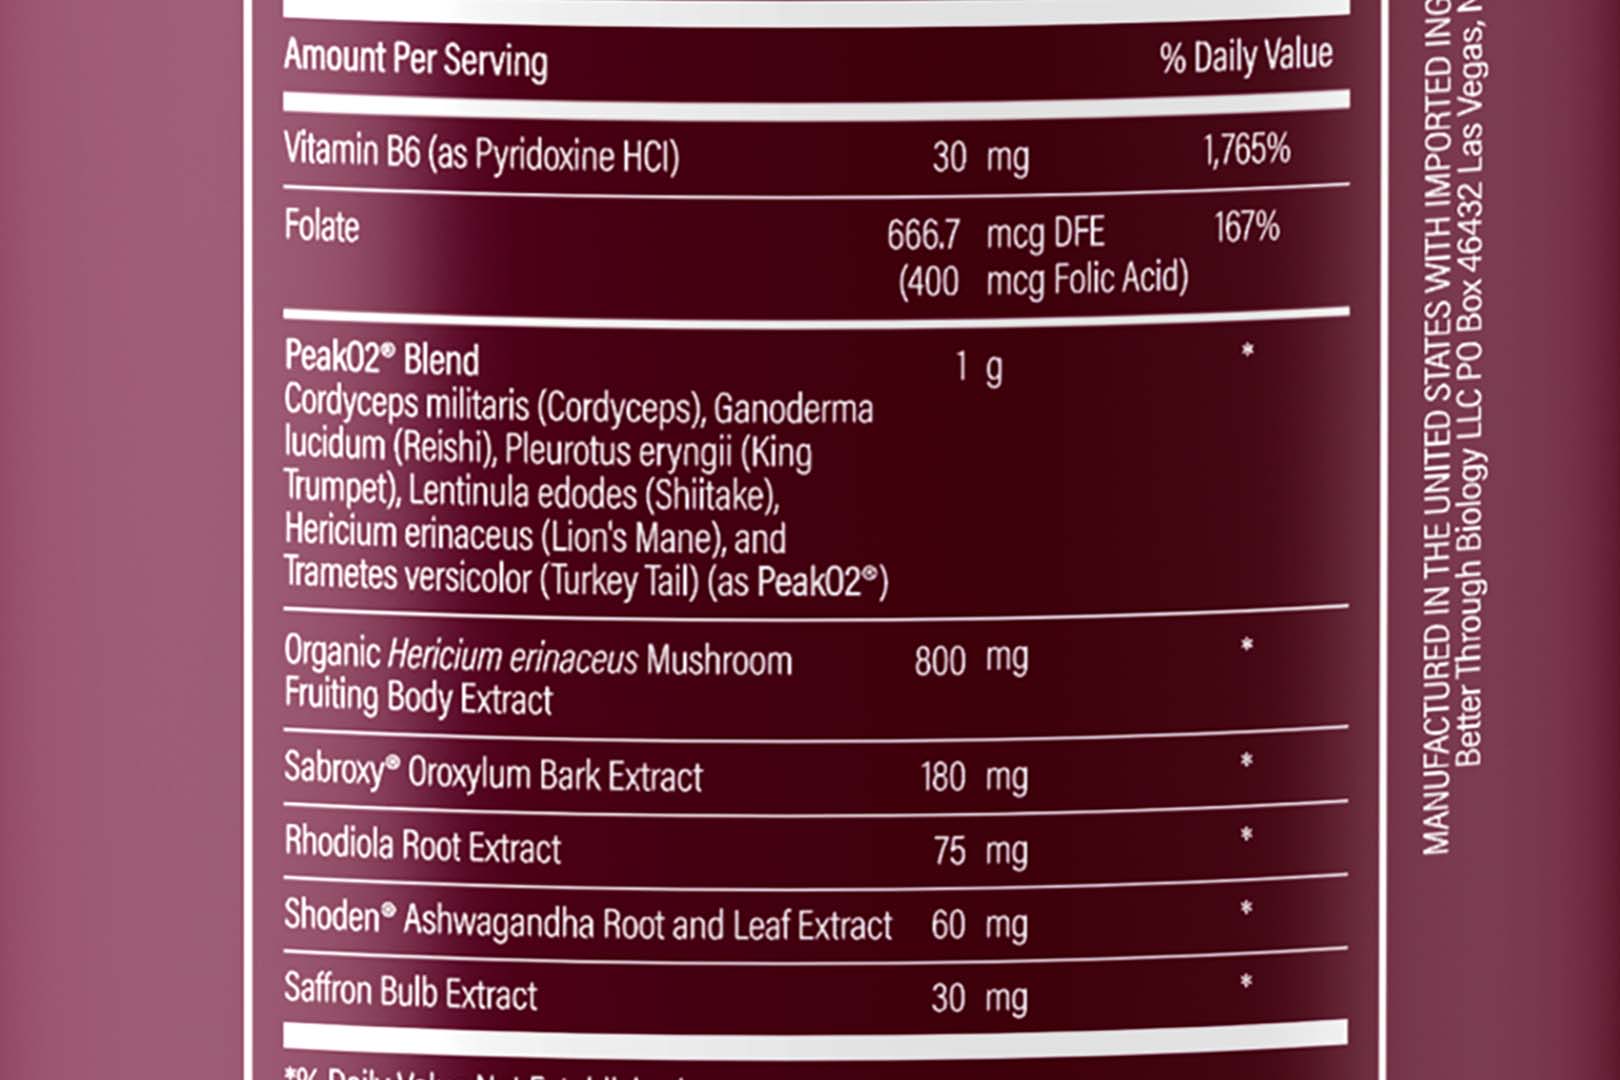 Amount Per Serving % Daily Value
Vitamin B6 (as Pyridoxine HCl) 30 mg 1,765%
Folate 666.7 mcg DFE 167%
(400 mcg Folic Acid)
PeakO2® Blend 1 g *
Cordyceps militaris (Cordyceps), Ganoderma
lucidum (Reishi), Pleurotus eryngii (King
Trumpet), Lentinula edodes (Shiitake),
Hericium erinaceus (Lion's Mane), and
Trametes versicolor (Turkey Tail) (as PeakO2®)
Organic Hericium erinaceus Mushroom 800 mg *
Fruiting Body Extract
Sabroxy® Oroxylum Bark Extract 180 mg *
Rhodiola Root Extract 75 mg *
Shoden® Ashwagandha Root and Leaf Extract 60 mg *
Saffron Bulb Extract 30 mg *
*% Daily Value Not Established
MANUFACTURED IN THE UNITED STATES WITH IMPORTED ING
Better Through Biology LLC PO Box 46432 Las Vegas, N